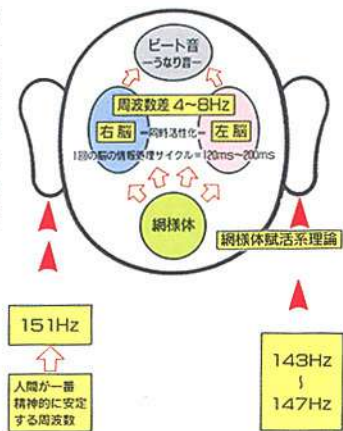 ビート音
ーうなり音ー
周波数差4〜8Hz
右脳 ー同時活性化ー 左脳
1回の脳の情報処理サイクル=120ms〜200ms
網様体
網様体賦活系理論
151Hz
人間が一番
精神的に安定
する周波数
143Hz
〜
147Hz